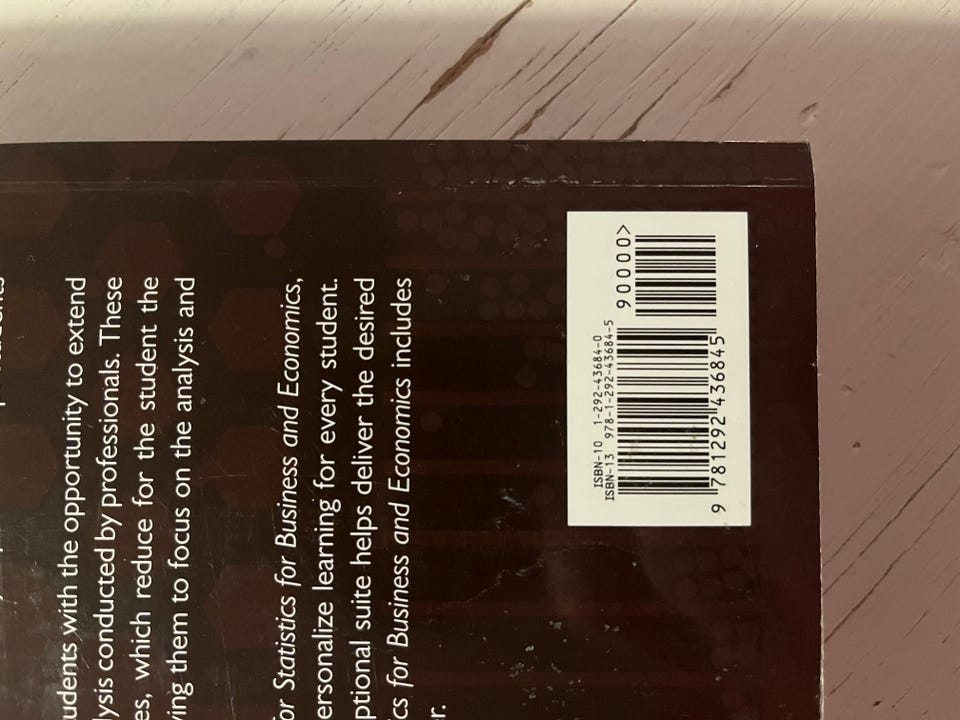 udents with the opportunity to extend
lysis conducted by professionals. These
es, which reduce for the student the
ving them to focus on the analysis and
for Statistics for Business and Economics,
ersonalize learning for every student.
ptional suite helps deliver the desired
cs for Business and Economics includes
r.
ISBN-10 1-292-43684-0
ISBN-13 978-1-292-43684-5
90000>
9 781292 436845